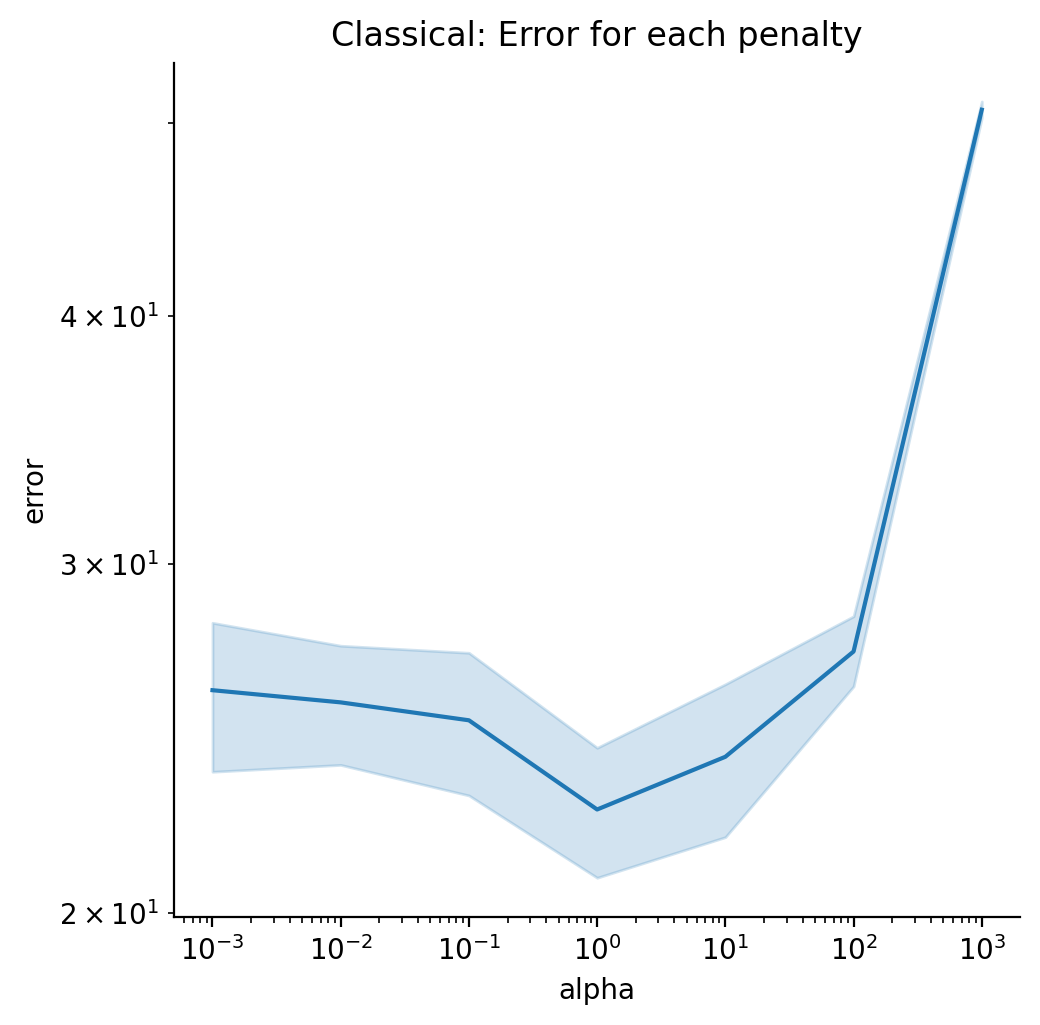 Classical: Error for each penalty
error
4 × 10¹
3 × 10¹
2 × 10¹
10⁻³ 10⁻² 10⁻¹ 10⁰ 10¹ 10² 10³
alpha